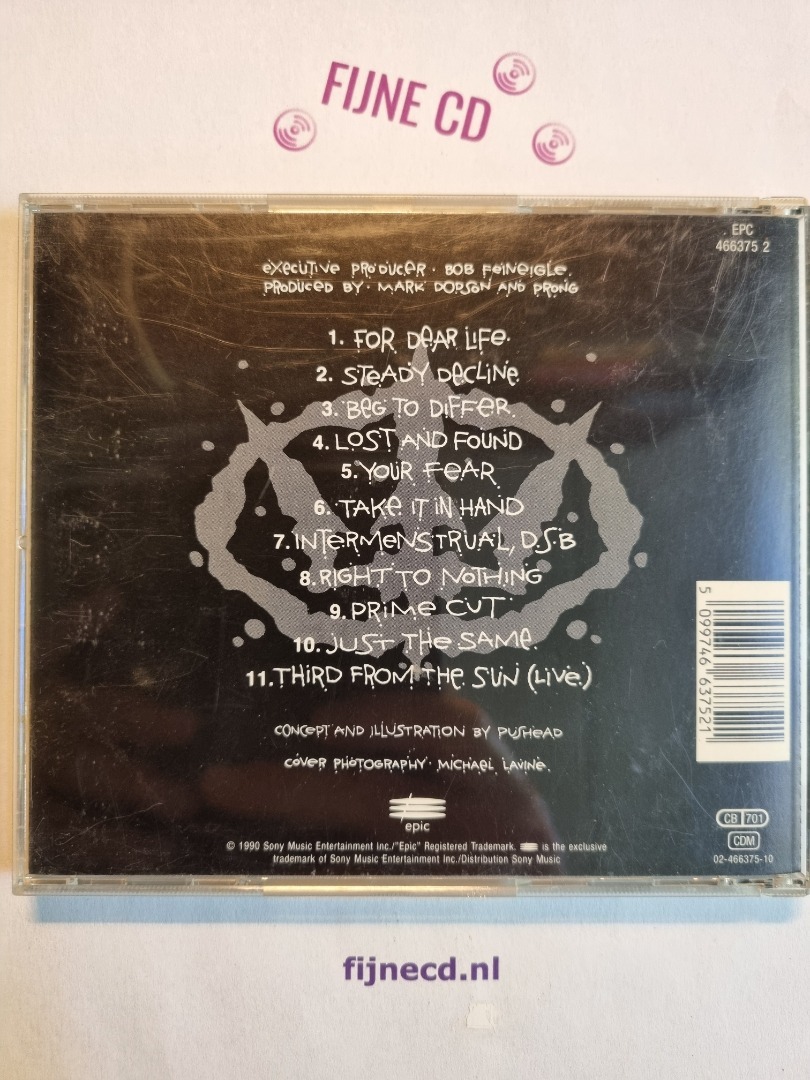 FIJNE CD
EPC
466375 2
EXECUTIVE PRODUCER · BOB FEINEIGLE.
PRODUCED BY · MARK DODSON AND PRONG
1. FOR DEAR LIFE.
2. STEADY DECLINE.
3. BEG TO DIFFER.
4. LOST AND FOUND
5. YOUR FEAR
6. TAKE IT IN HAND
7. INTERMENSTRUAL, D.S.B
8. RIGHT TO NOTHING
9. PRIME CUT
10. JUST THE SAME.
11. THIRD FROM THE SUN (LIVE.)
CONCEPT AND ILLUSTRATION BY PUSHEAD
COVER PHOTOGRAPHY · MICHAEL LAVINE.
5 099746 637521
epic
© 1990 Sony Music Entertainment Inc./"Epic" Registered Trademark. is the exclusive
trademark of Sony Music Entertainment Inc./Distribution Sony Music
CB 701
CDM
02-466375-10
fijnecd.nl